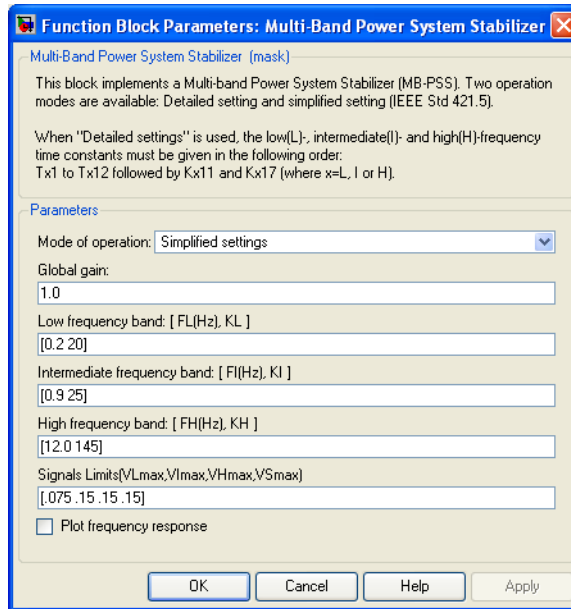 Function Block Parameters: Multi-Band Power System Stabilizer
Multi-Band Power System Stabilizer (mask)
This block implements a Multi-band Power System Stabilizer (MB-PSS). Two operation
modes are available: Detailed setting and simplified setting (IEEE Std 421.5).
When "Detailed settings" is used, the low(L)-, intermediate(I)- and high(H)-frequency
time constants must be given in the following order:
Tx1 to Tx12 followed by Kx11 and Kx17 (where x=L, I or H).
Parameters
Mode of operation: Simplified settings
Global gain:
1.0
Low frequency band: [ FL(Hz), KL ]
[0.2 20]
Intermediate frequency band: [ FI(Hz), KI ]
[0.9 25]
High frequency band: [ FH(Hz), KH ]
[12.0 145]
Signals Limits(VLmax,VImax,VHmax,VSmax)
[.075 .15 .15 .15]
Plot frequency response
OK Cancel Help Apply